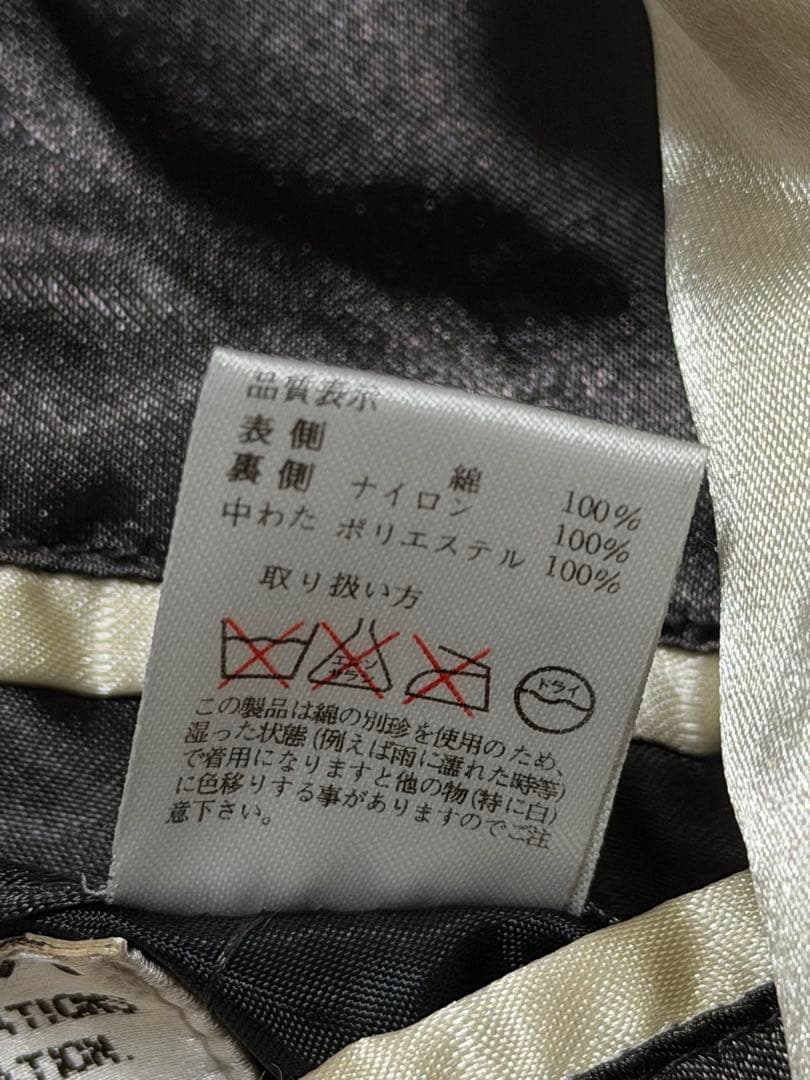 品質表示
表側 綿 100%
裏側 ナイロン 100%
中わた ポリエステル 100%
取り扱い方
エンソ
サラシ
ドライ
この製品は綿の別珍を使用のため、
湿った状態(例えば雨に濡れた時等)
で着用になりますと他の物(特に白)
に色移りする事がありますのでご注
意下さい。
ATIONS
ATION.